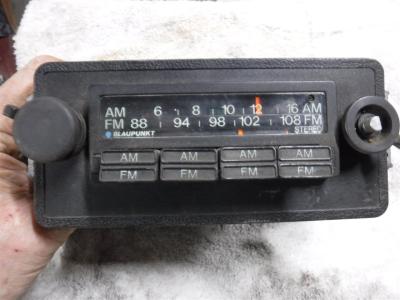 AM 6 8 10 12 16 AM
FM 88 94 98 102 108 FM
BLAUPUNKT STEREO
AM AM AM AM
FM FM FM FM